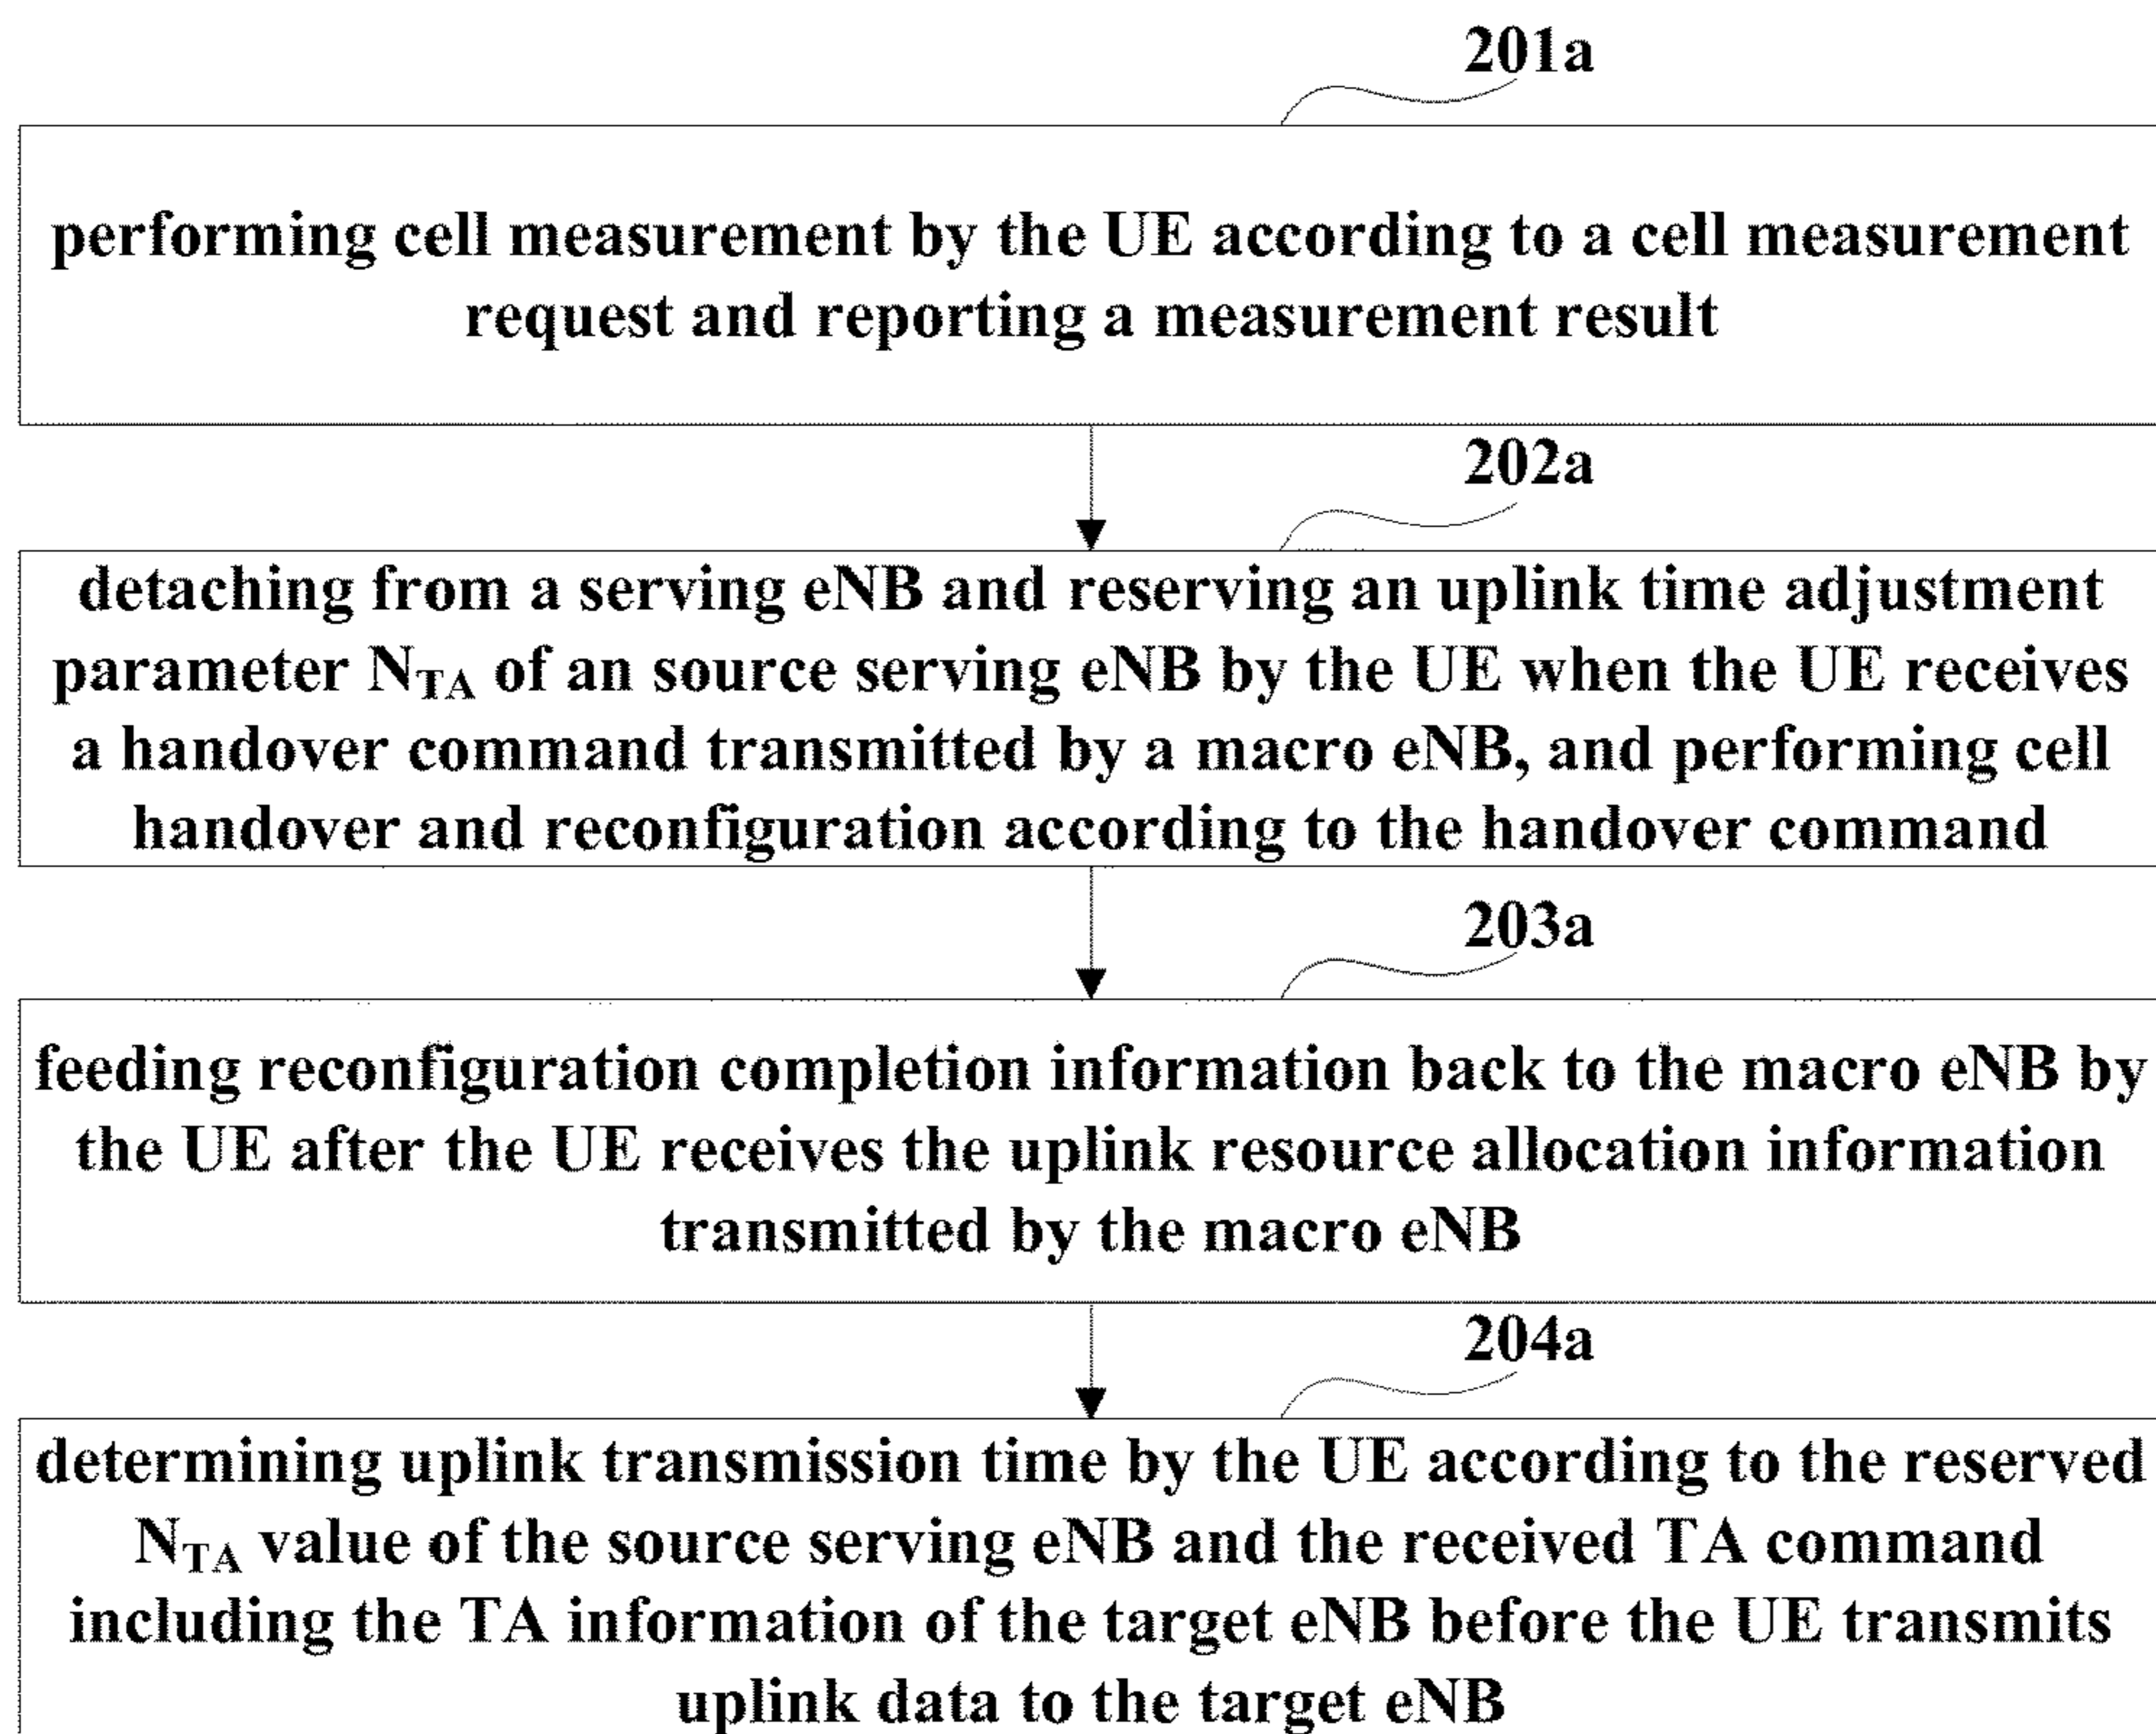 201a
performing cell measurement by the UE according to a cell measurement
request and reporting a measurement result
202a
detaching from a serving eNB and reserving an uplink time adjustment
parameter N_TA of an source serving eNB by the UE when the UE receives
a handover command transmitted by a macro eNB, and performing cell
handover and reconfiguration according to the handover command
203a
feeding reconfiguration completion information back to the macro eNB by
the UE after the UE receives the uplink resource allocation information
transmitted by the macro eNB
204a
determining uplink transmission time by the UE according to the reserved
N_TA value of the source serving eNB and the received TA command
including the TA information of the target eNB before the UE transmits
uplink data to the target eNB